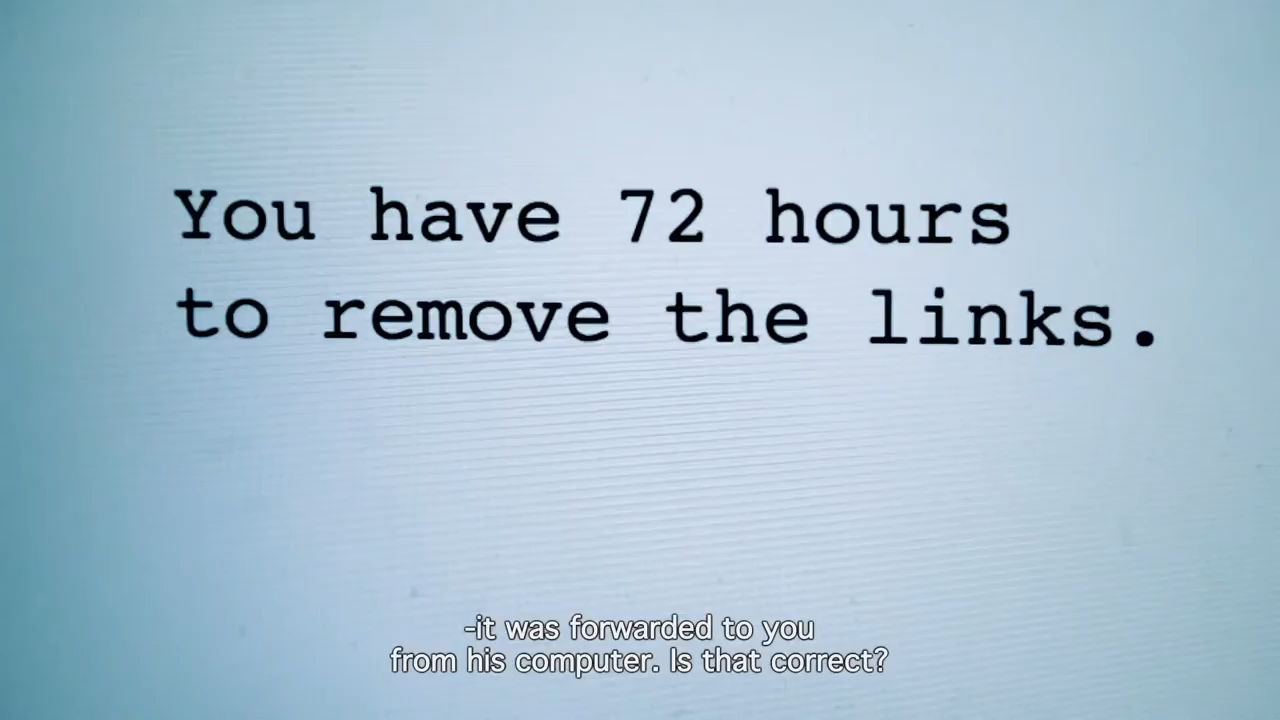 You have 72 hours
to remove the links.
-it was forwarded to you
from his computer. Is that correct?